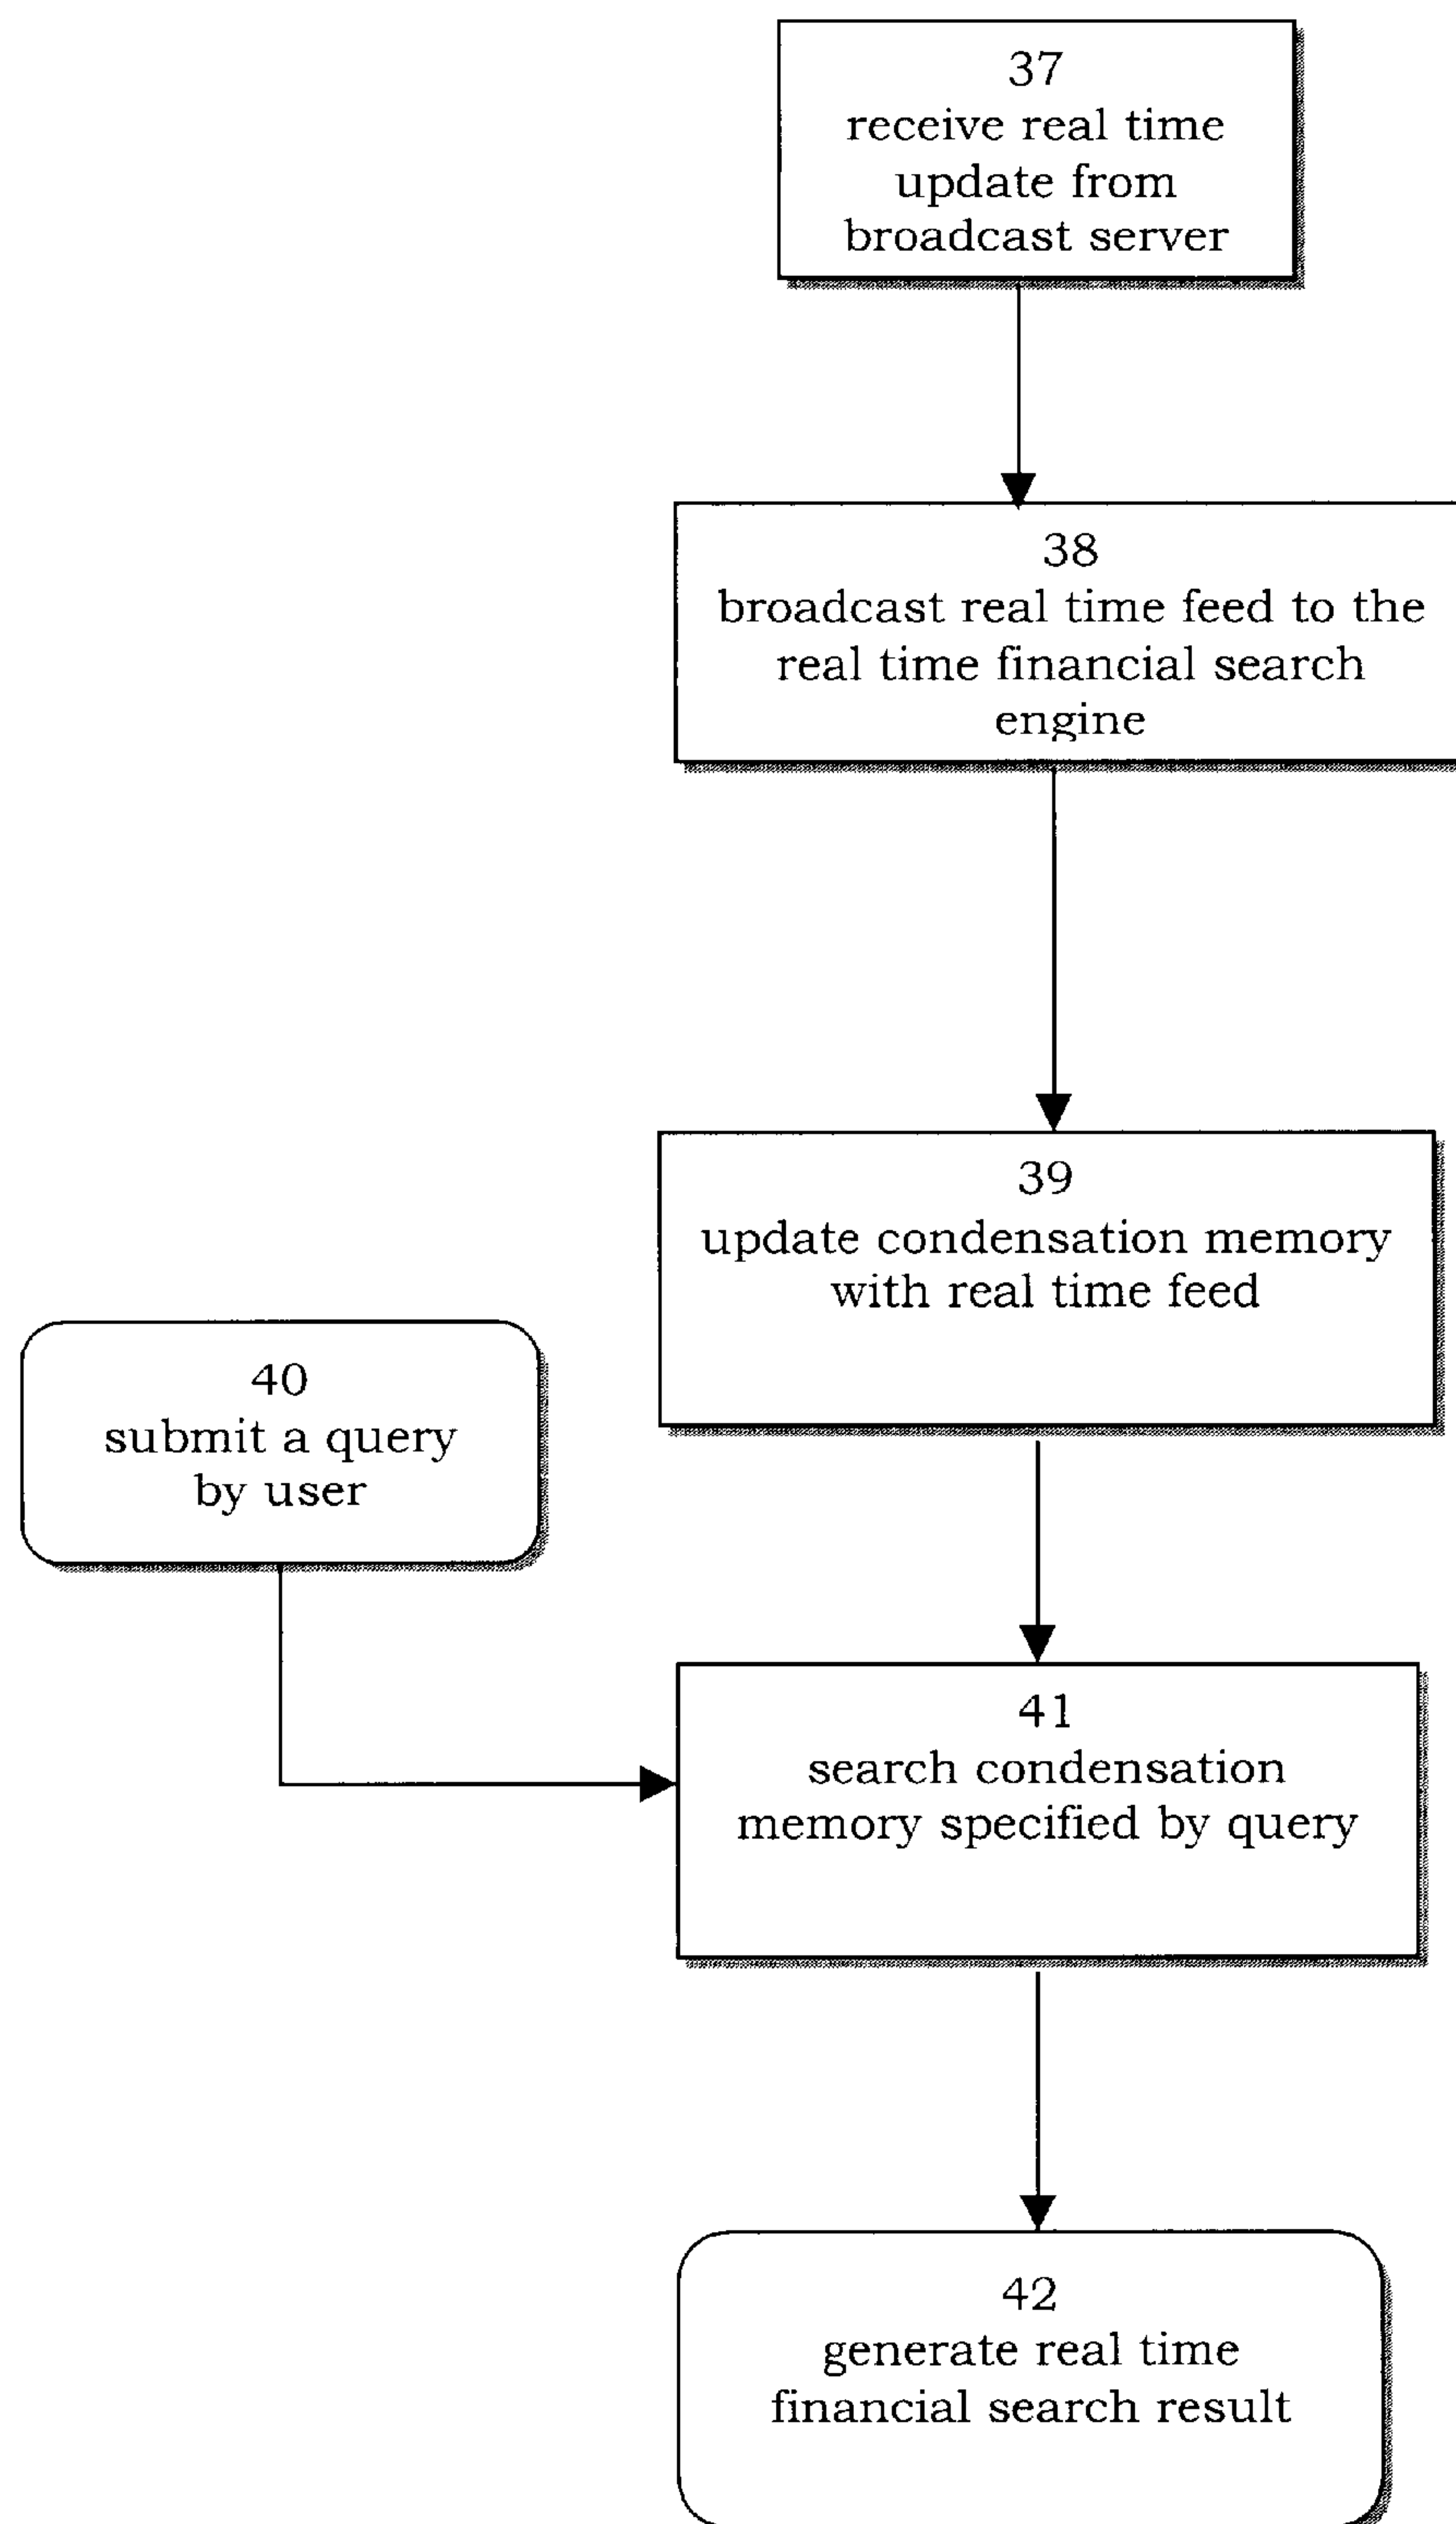 37
receive real time
update from
broadcast server
38
broadcast real time feed to the
real time financial search
engine
39
update condensation memory
with real time feed
40
submit a query
by user
41
search condensation
memory specified by query
42
generate real time
financial search result